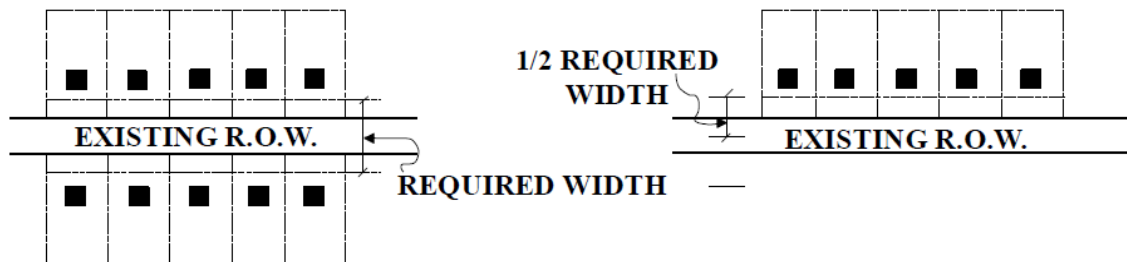 EXISTING R.O.W.
REQUIRED WIDTH
1/2 REQUIRED
WIDTH
EXISTING R.O.W.